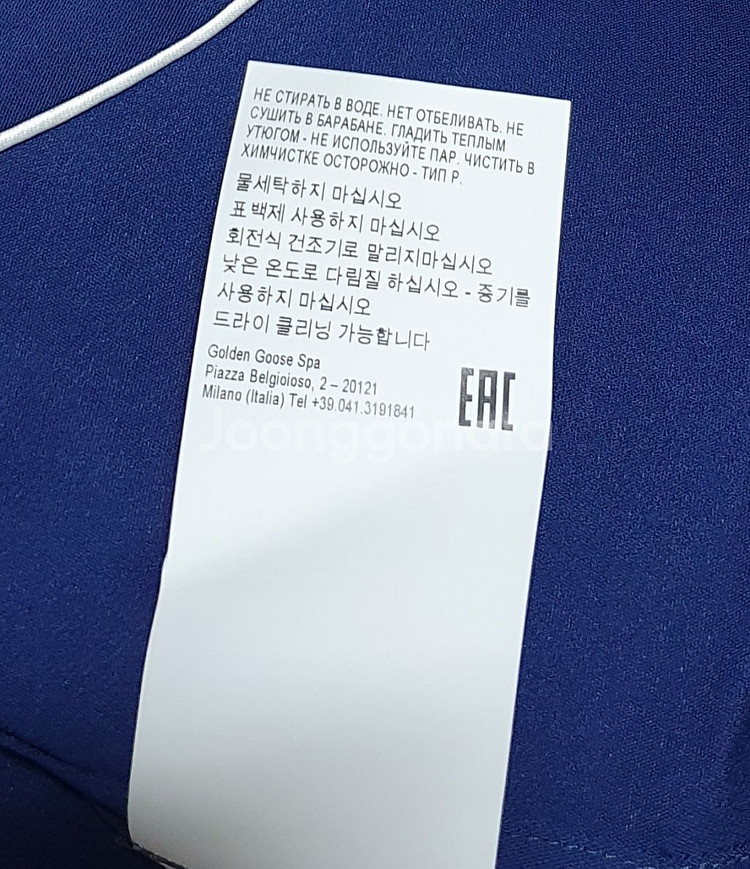 НЕ СТИРАТЬ В ВОДЕ. НЕТ ОТБЕЛИВАТЬ. НЕ
СУШИТЬ В БАРАБАНЕ. ГЛАДИТЬ ТЕПЛЫМ
УТЮГОМ - НЕ ИСПОЛЬЗУЙТЕ ПАР. ЧИСТИТЬ В
ХИМЧИСТКЕ ОСТОРОЖНО - ТИП P.
물세탁하지 마십시오
표백제 사용하지 마십시오
회전식 건조기로 말리지마십시오
낮은 온도로 다림질 하십시오 - 증기를
사용하지 마십시오
드라이 클리닝 가능합니다
Golden Goose Spa
Piazza Belgioioso, 2 – 20121
Milano (Italia) Tel +39.041.3191841
EAC
Joonggonara